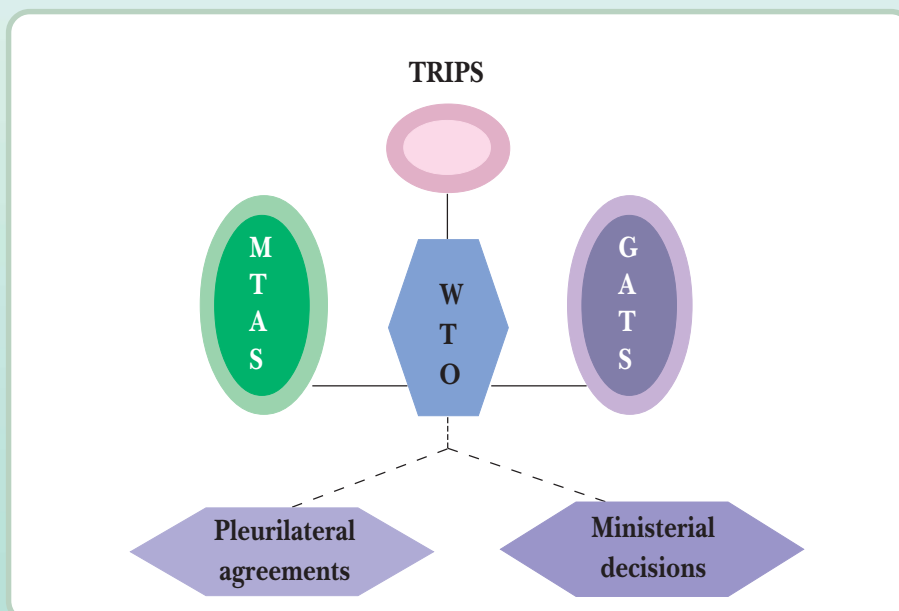 TRIPS
M
T
A
S
W
T
O
G
A
T
S
Pleurilateral
agreements
Ministerial
decisions